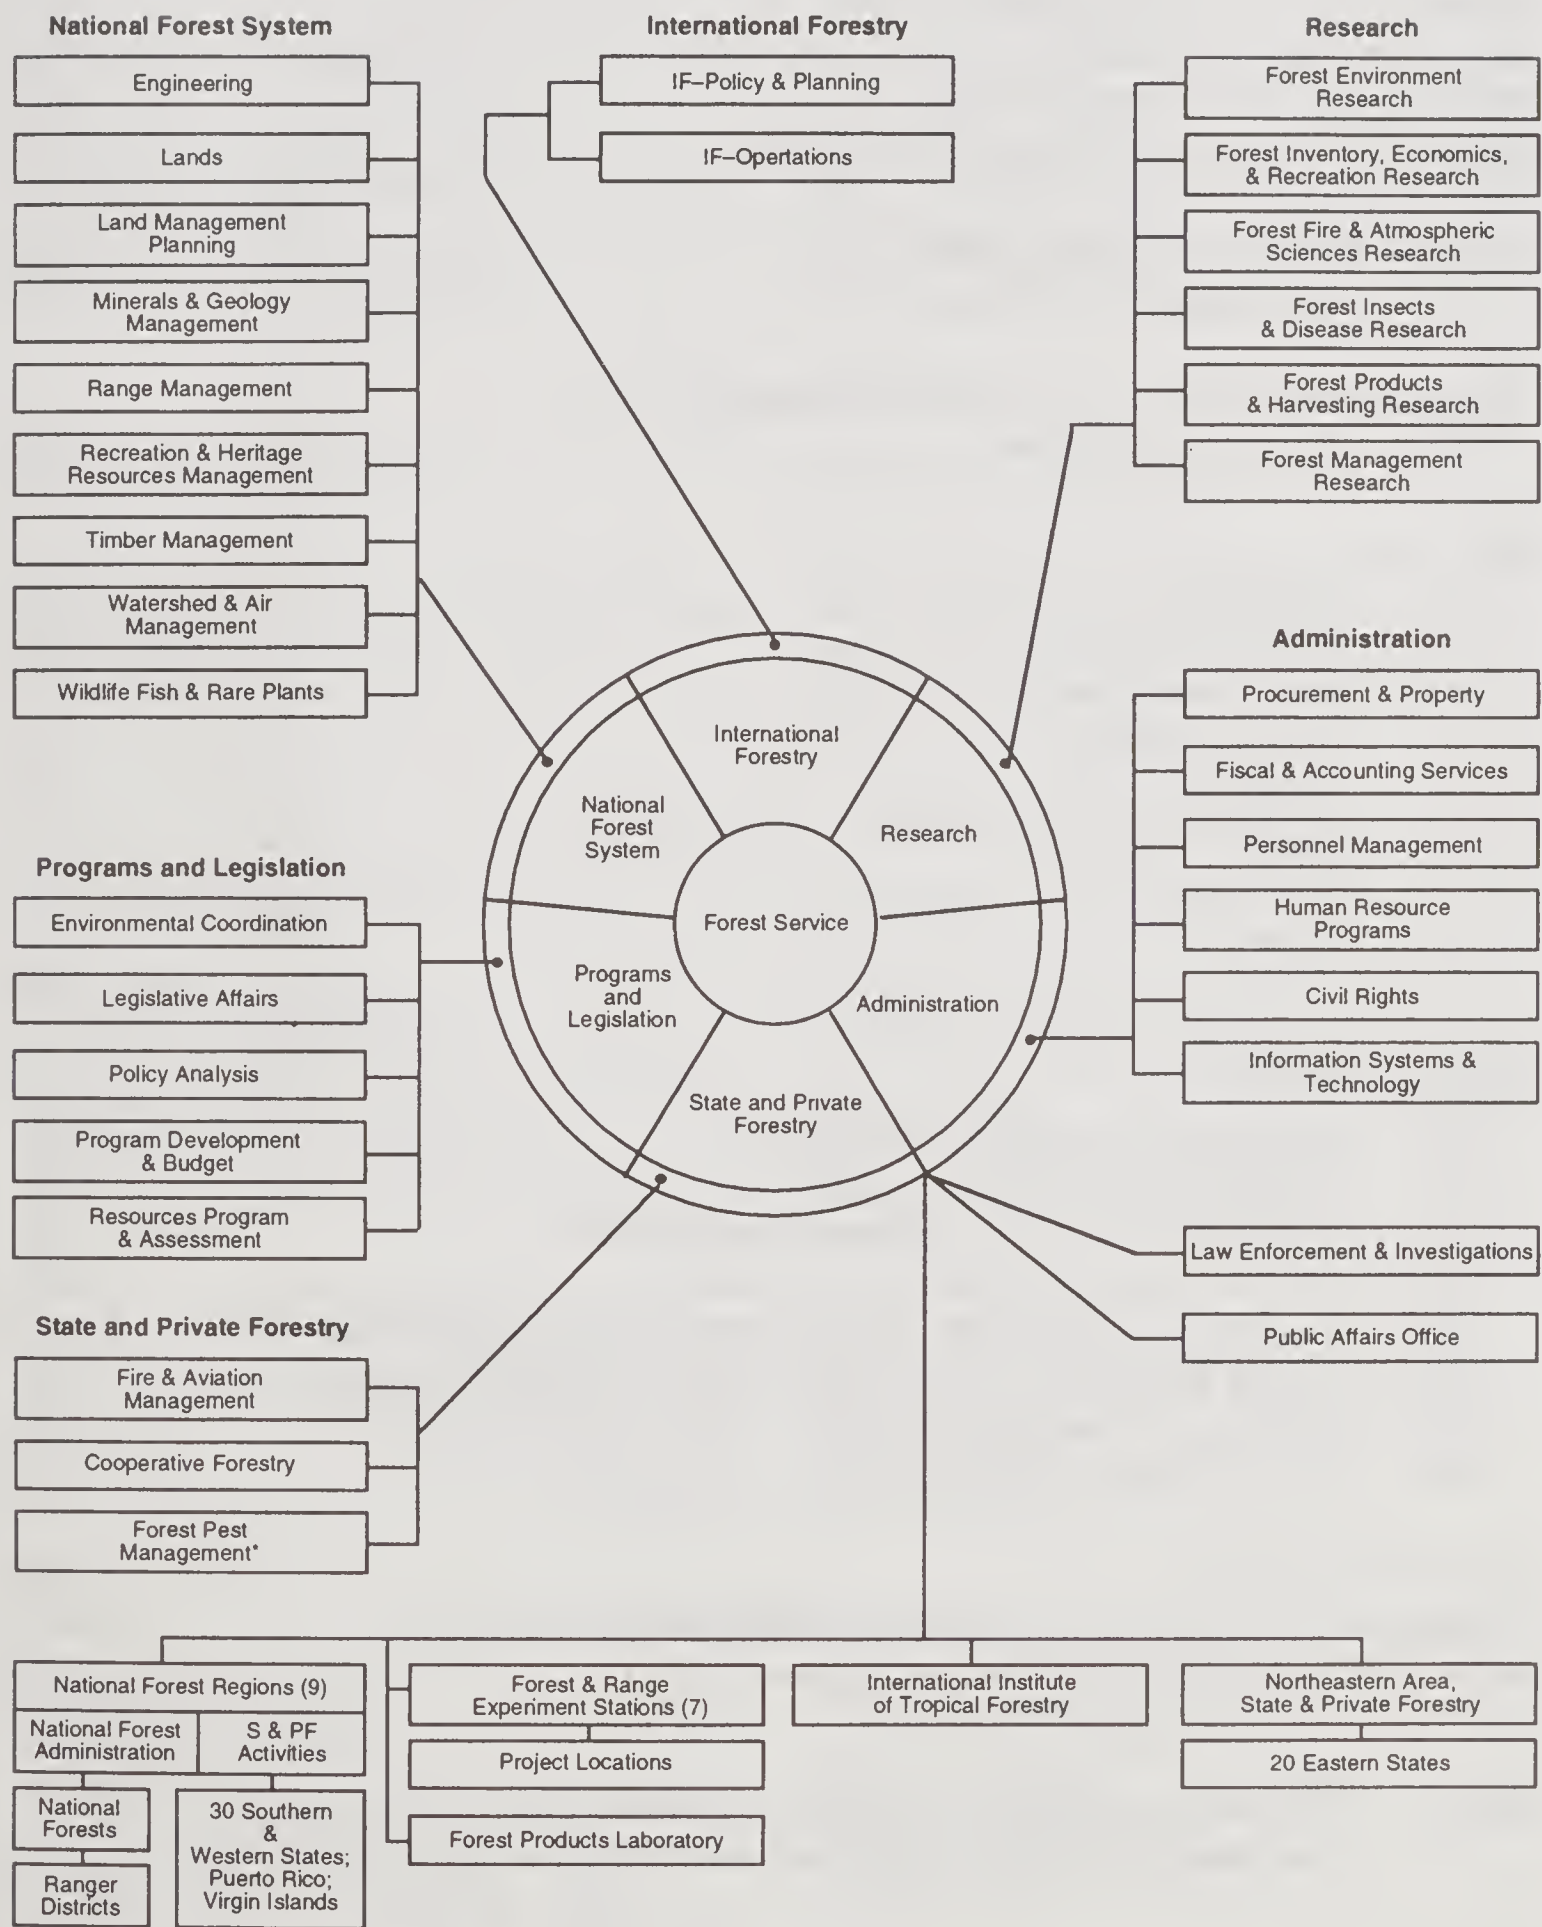 National Forest System
Engineering
Lands
Land Management
Planning
Minerals & Geology
Management
Range Management
Recreation & Heritage
Resources Management
Timber Management
Watershed & Air
Management
Wildlife Fish & Rare Plants
International Forestry
IF–Policy & Planning
IF–Opertations
Research
Forest Environment
Research
Forest Inventory, Economics,
& Recreation Research
Forest Fire & Atmospheric
Sciences Research
Forest Insects
& Disease Research
Forest Products
& Harvesting Research
Forest Management
Research
Administration
Procurement & Property
Fiscal & Accounting Services
Personnel Management
Human Resource
Programs
Civil Rights
Information Systems &
Technology
International
Forestry
National
Forest
System
Research
Forest Service
Programs
and
Legislation
Administration
State and Private
Forestry
Programs and Legislation
Environmental Coordination
Legislative Affairs
Policy Analysis
Program Development
& Budget
Resources Program
& Assessment
Law Enforcement & Investigations
Public Affairs Office
State and Private Forestry
Fire & Aviation
Management
Cooperative Forestry
Forest Pest
Management*
National Forest Regions (9)
National Forest
Administration
S & PF
Activities
National
Forests
Ranger
Districts
30 Southern
&
Western States;
Puerto Rico;
Virgin Islands
Forest & Range
Experiment Stations (7)
Project Locations
Forest Products Laboratory
International Institute
of Tropical Forestry
Northeastern Area,
State & Private Forestry
20 Eastern States